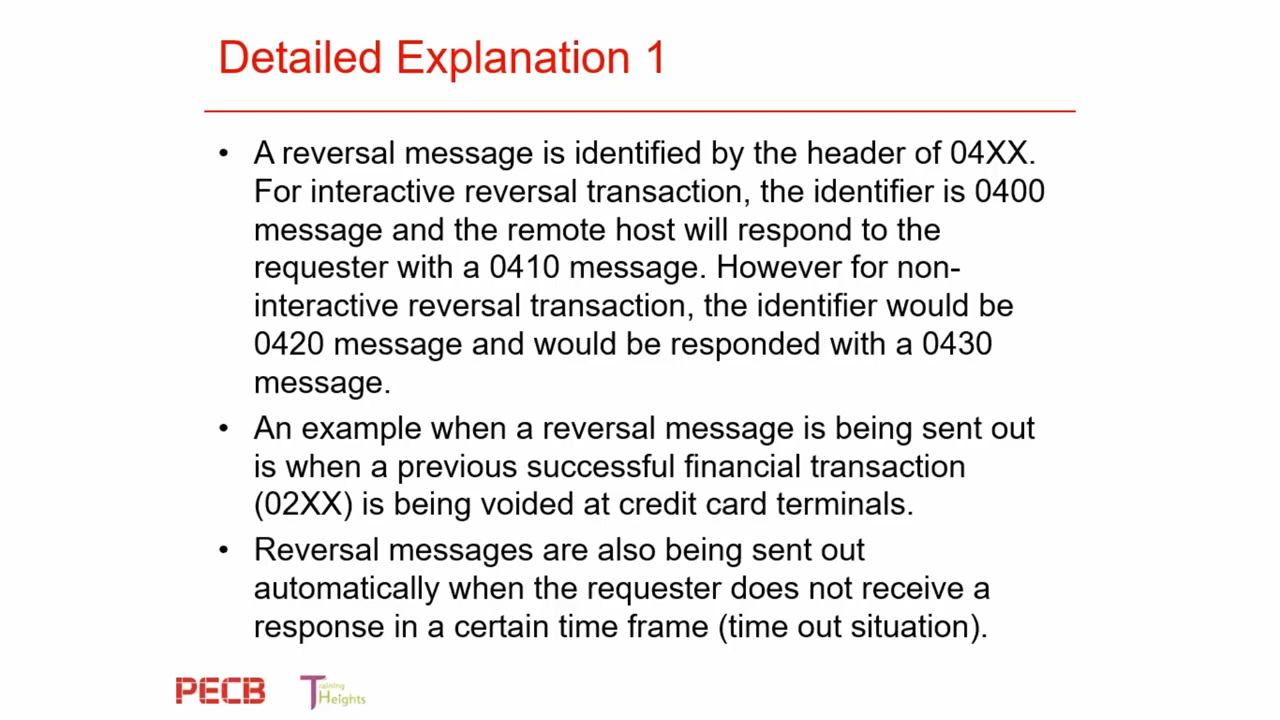 Detailed Explanation 1
• A reversal message is identified by the header of 04XX.
For interactive reversal transaction, the identifier is 0400
message and the remote host will respond to the
requester with a 0410 message. However for non-
interactive reversal transaction, the identifier would be
0420 message and would be responded with a 0430
message.
• An example when a reversal message is being sent out
is when a previous successful financial transaction
(02XX) is being voided at credit card terminals.
• Reversal messages are also being sent out
automatically when the requester does not receive a
response in a certain time frame (time out situation).
PECB
Training
Heights